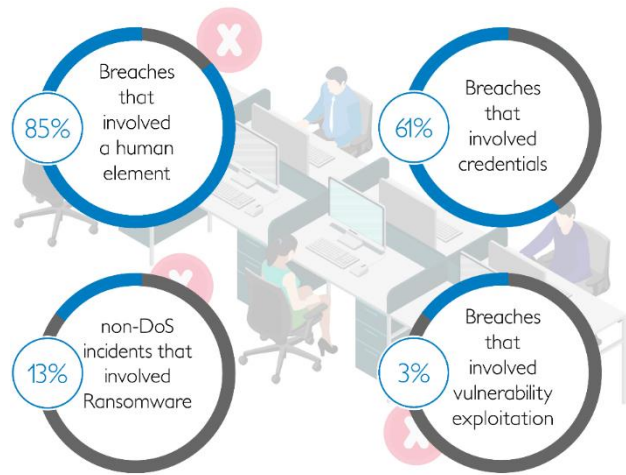 85%
Breaches
that
involved
a human
element
61%
Breaches
that
involved
credentials
13%
non-DoS
incidents that
involved
Ransomware
3%
Breaches
that
involved
vulnerability
exploitation